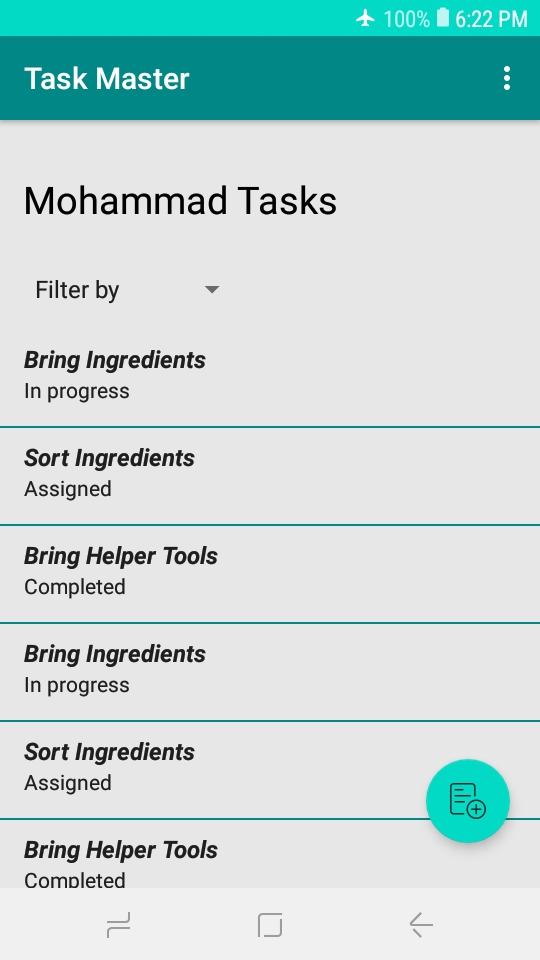 100% 6:22 PM
Task Master
Mohammad Tasks
Filter by
Bring Ingredients
In progress
Sort Ingredients
Assigned
Bring Helper Tools
Completed
Bring Ingredients
In progress
Sort Ingredients
Assigned
Bring Helper Tools
Completed